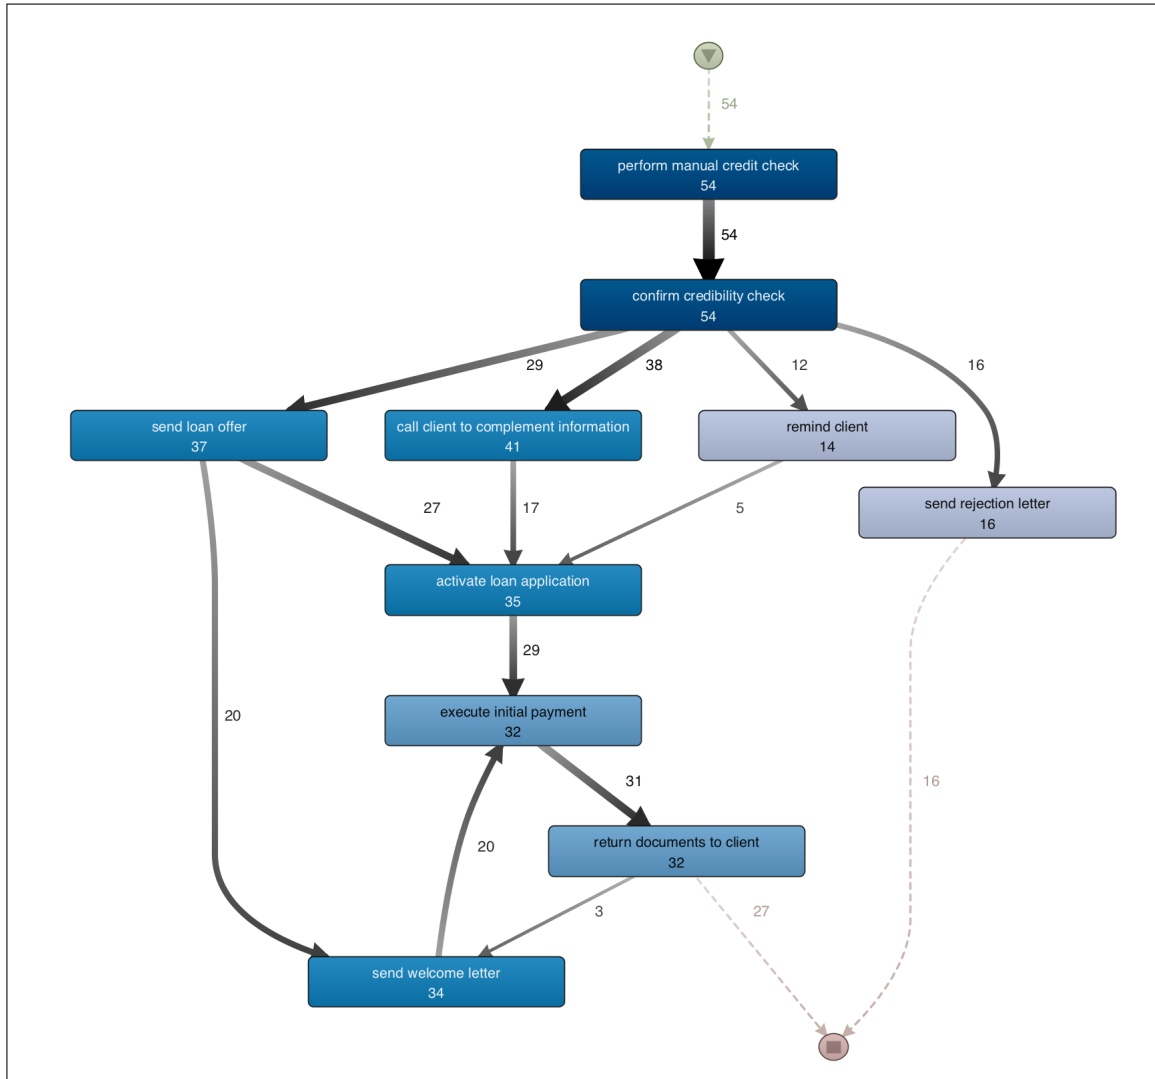 54
perform manual credit check
54
54
confirm credibility check
54
29
38
12
16
send loan offer
37
call client to complement information
41
remind client
14
send rejection letter
16
27
17
5
activate loan application
35
29
execute initial payment
32
20
31
16
return documents to client
32
20
3
27
send welcome letter
34